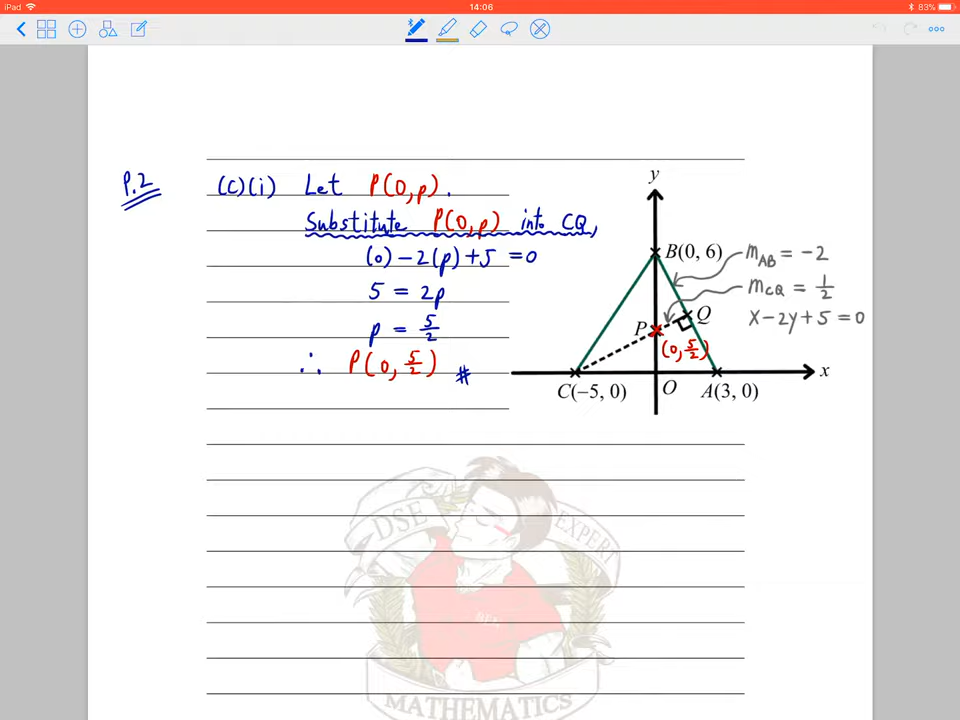 iPad
14:06
83%
P.2
(c)(i) Let P(0,p).
Substitute P(0,p) into CQ,
(0)-2(p)+5=0
5 = 2p
p = 5/2
∴ P(0, 5/2) #
y
B(0, 6)
m_AB = -2
m_CQ = 1/2
x-2y+5=0
P
Q
(0, 5/2)
x
C(−5, 0)
O
A(3, 0)
DSE
EXPERT
MATHEMATICS